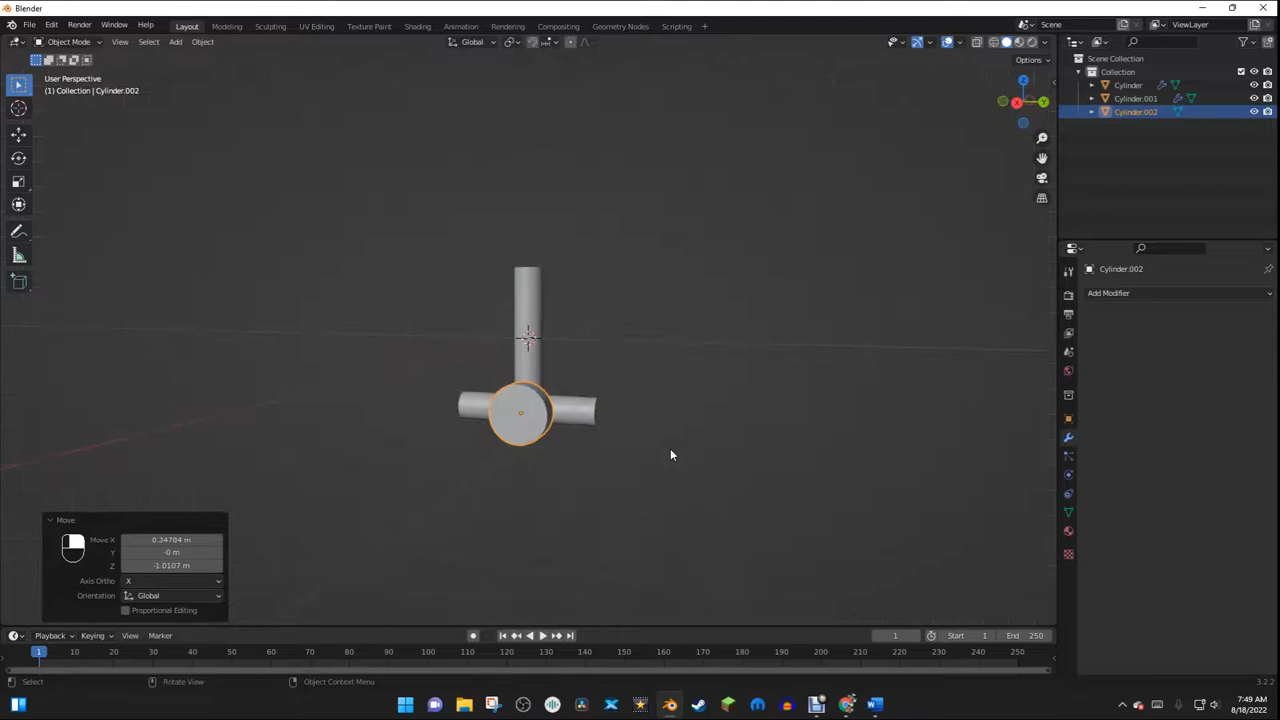 Blender
File Edit Render Window Help Layout Modeling Sculpting UV Editing Texture Paint Shading Animation Rendering Compositing Geometry Nodes Scripting + Scene ViewLayer
Object Mode View Select Add Object Global
Options
User Perspective
(1) Collection | Cylinder.002
Z
X
Y
Scene Collection
Collection
Cylinder
Cylinder.001
Cylinder.002
Cylinder.002
Add Modifier
Move
Move X 0.34784 m
Y -0 m
Z -1.0107 m
Axis Ortho X
Orientation Global
Proportional Editing
Playback Keying View Marker 1 Start 1 End 250
1 10 20 30 40 50 60 70 80 90 100 110 120 130 140 150 160 170 180 190 200 210 220 230 240 250
Select Rotate View Object Context Menu 3.2.2
7:49 AM
8/18/2022